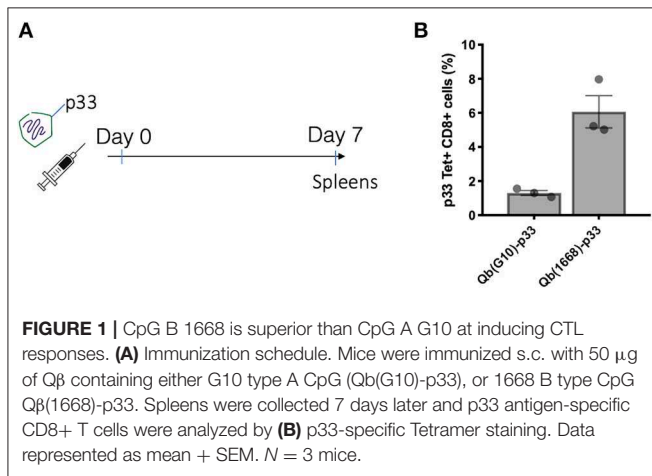 A
p33
Day 0
Day 7
Spleens
B
p33 Tet+ CD8+ cells (%)
10
8
6
4
2
0
Qb(G10)-p33
Qb(1668)-p33
FIGURE 1 | CpG B 1668 is superior than CpG A G10 at inducing CTL
responses. (A) Immunization schedule. Mice were immunized s.c. with 50 μg
of Qβ containing either G10 type A CpG (Qb(G10)-p33), or 1668 B type CpG
Qβ(1668)-p33. Spleens were collected 7 days later and p33 antigen-specific
CD8+ T cells were analyzed by (B) p33-specific Tetramer staining. Data
represented as mean + SEM. N = 3 mice.